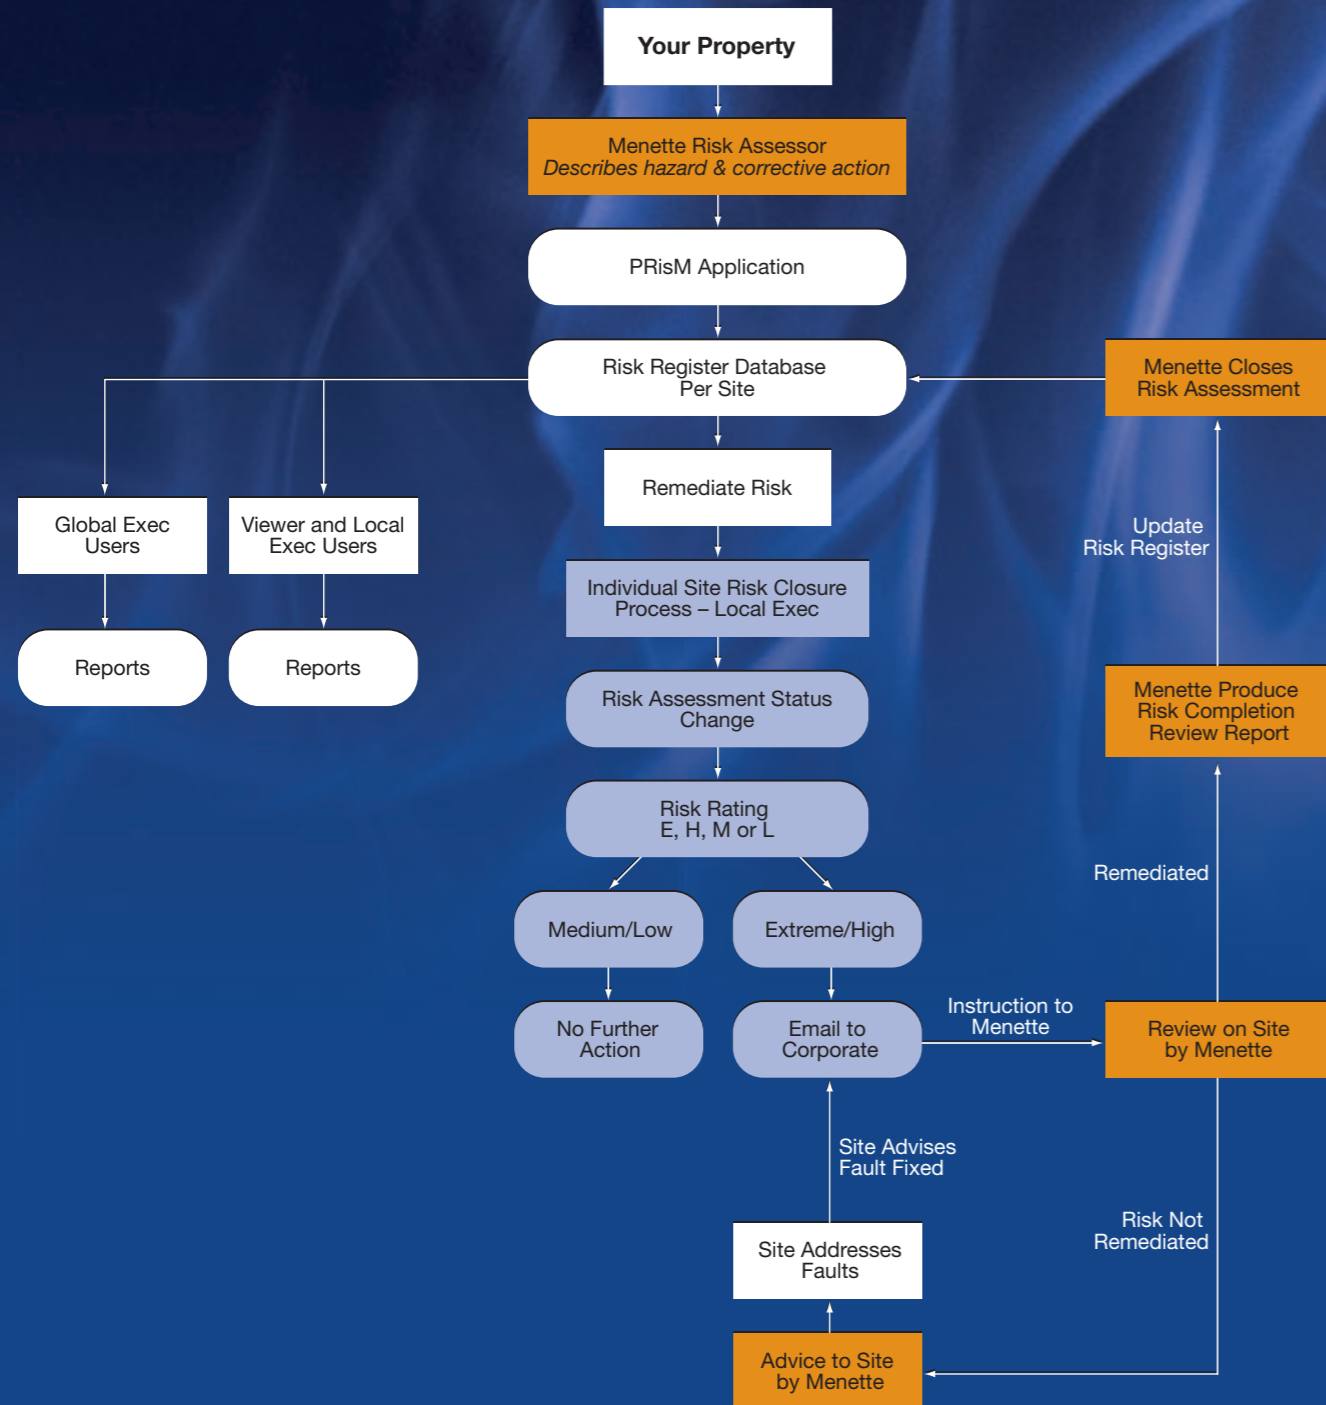 Your Property
Menette Risk Assessor
Describes hazard & corrective action
PRisM Application
Risk Register Database
Per Site
Menette Closes
Risk Assessment
Remediate Risk
Global Exec
Users
Viewer and Local
Exec Users
Update
Risk Register
Individual Site Risk Closure
Process – Local Exec
Reports
Reports
Risk Assessment Status
Change
Menette Produce
Risk Completion
Review Report
Risk Rating
E, H, M or L
Remediated
Medium/Low
Extreme/High
Instruction to
Menette
No Further
Action
Email to
Corporate
Review on Site
by Menette
Site Advises
Fault Fixed
Risk Not
Remediated
Site Addresses
Faults
Advice to Site
by Menette